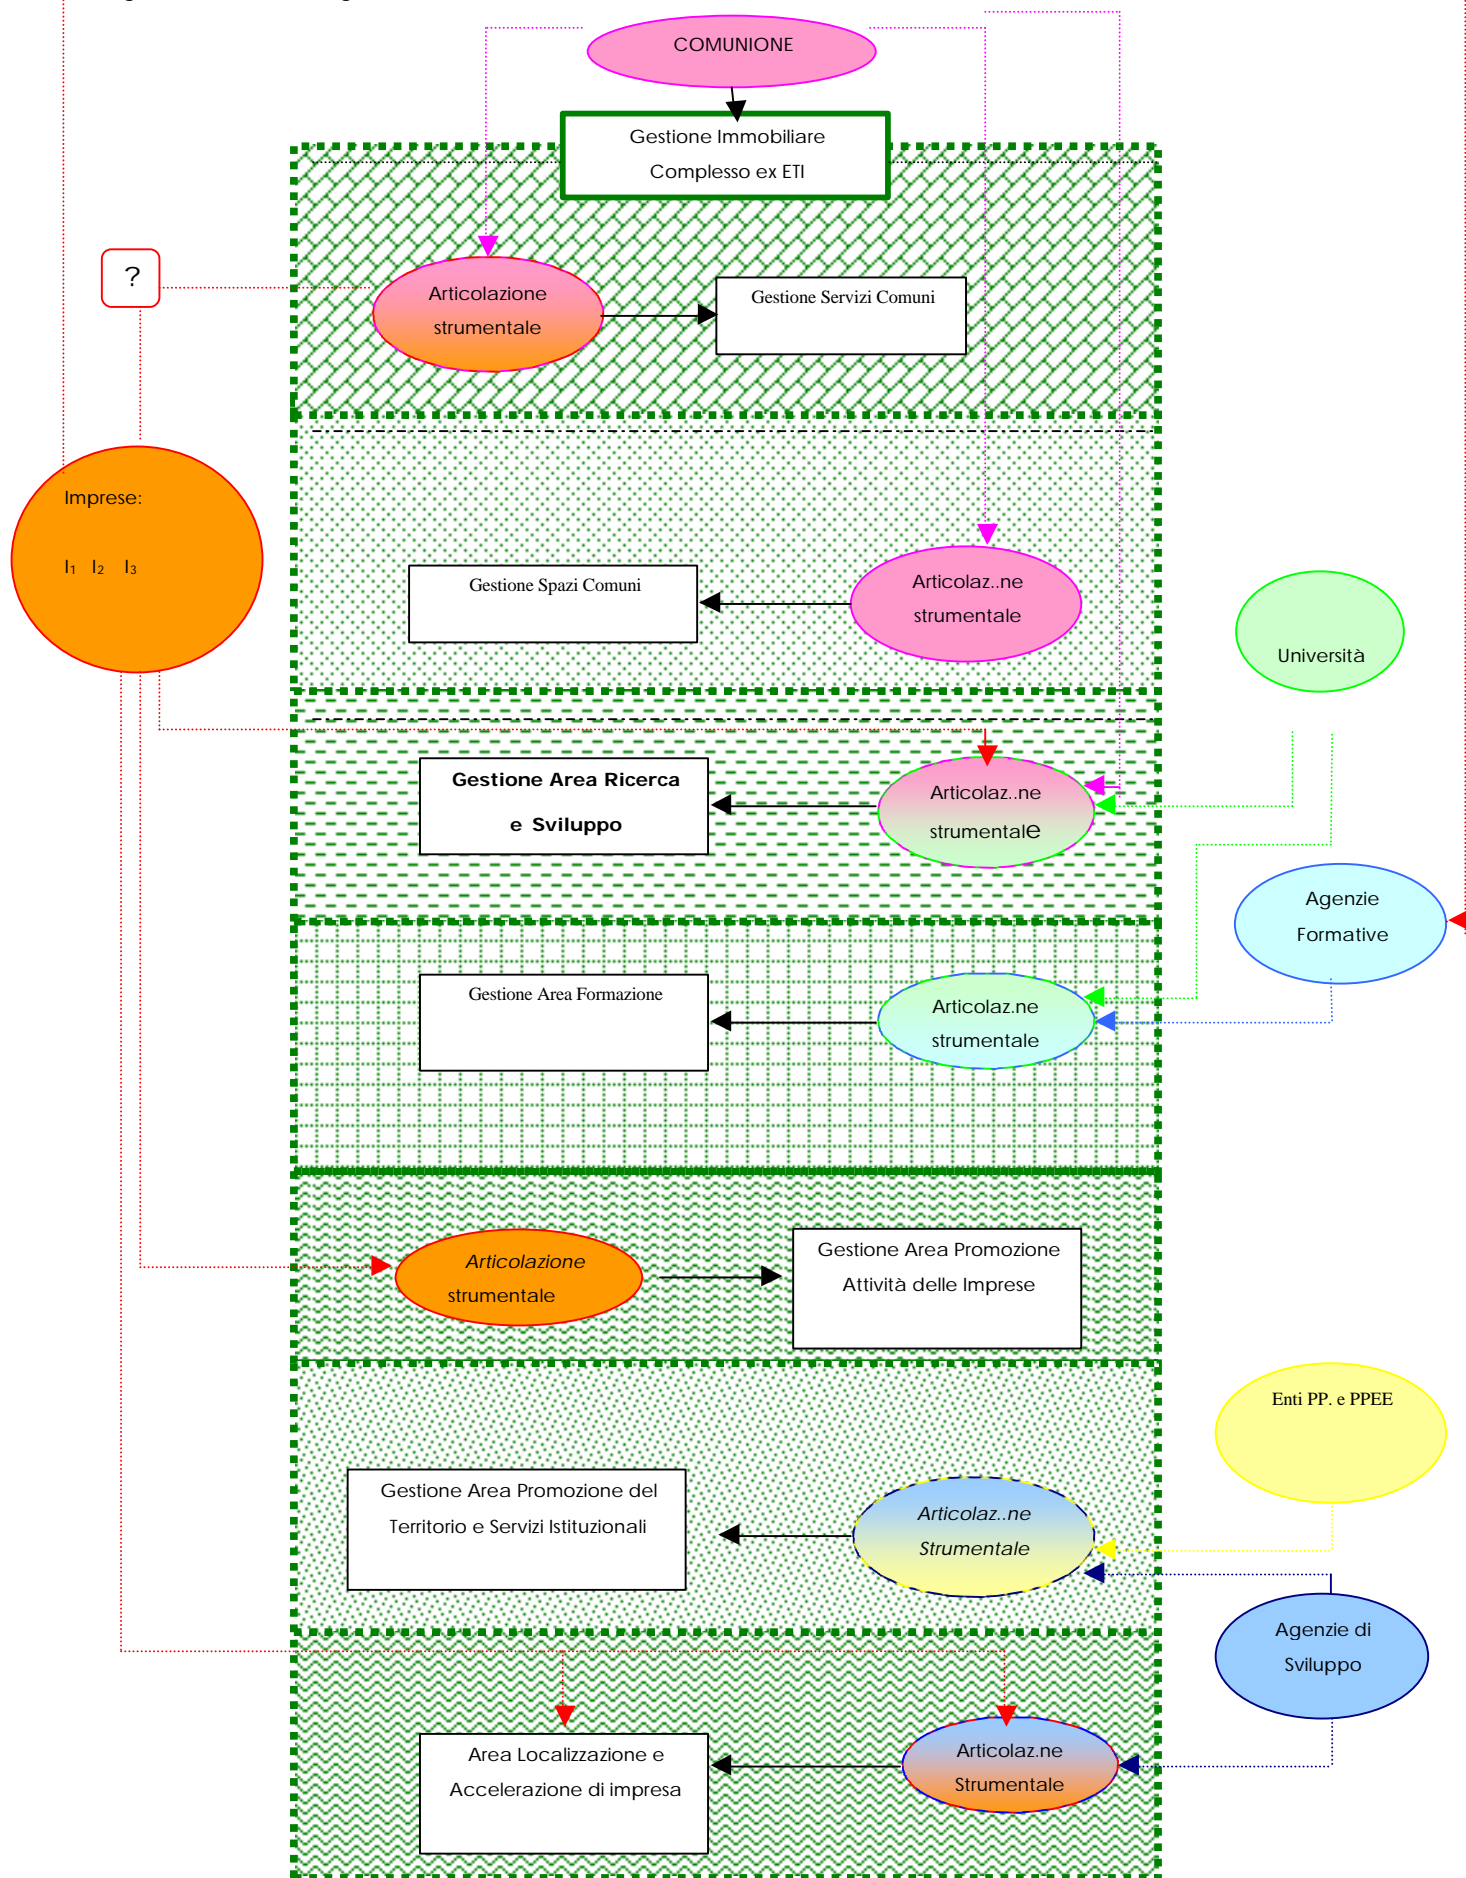 COMUNIONE
Gestione Immobiliare
Complesso ex ETI
?
Articolazione
strumentale
Gestione Servizi Comuni
Imprese:
I₁ I₂ I₃
Gestione Spazi Comuni
Articolaz..ne
strumentale
Università
Gestione Area Ricerca
e Sviluppo
Articolaz..ne
strumentale
Agenzie
Formative
Gestione Area Formazione
Articolaz.ne
strumentale
Articolazione
strumentale
Gestione Area Promozione
Attività delle Imprese
Enti PP. e PPEE
Gestione Area Promozione del
Territorio e Servizi Istituzionali
Articolaz..ne
Strumentale
Agenzie di
Sviluppo
Area Localizzazione e
Accelerazione di impresa
Articolaz.ne
Strumentale